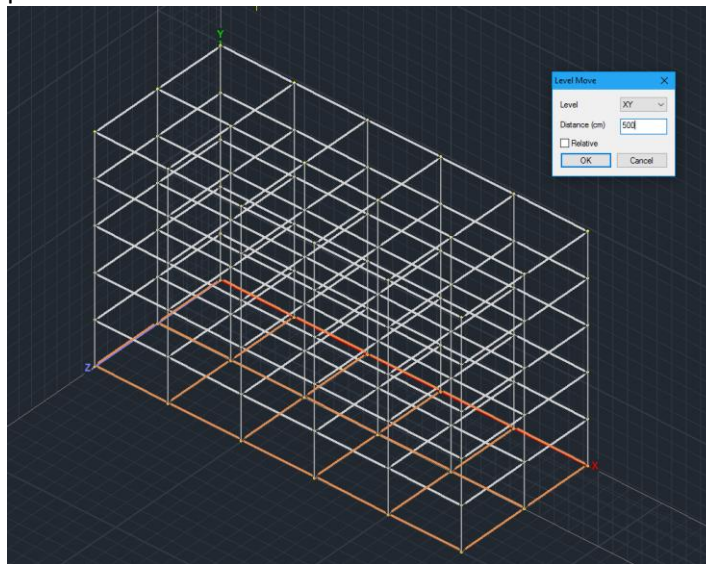 Y
Level Move
Level XY
Distance (cm) 500
Relative
OK Cancel
Z
X